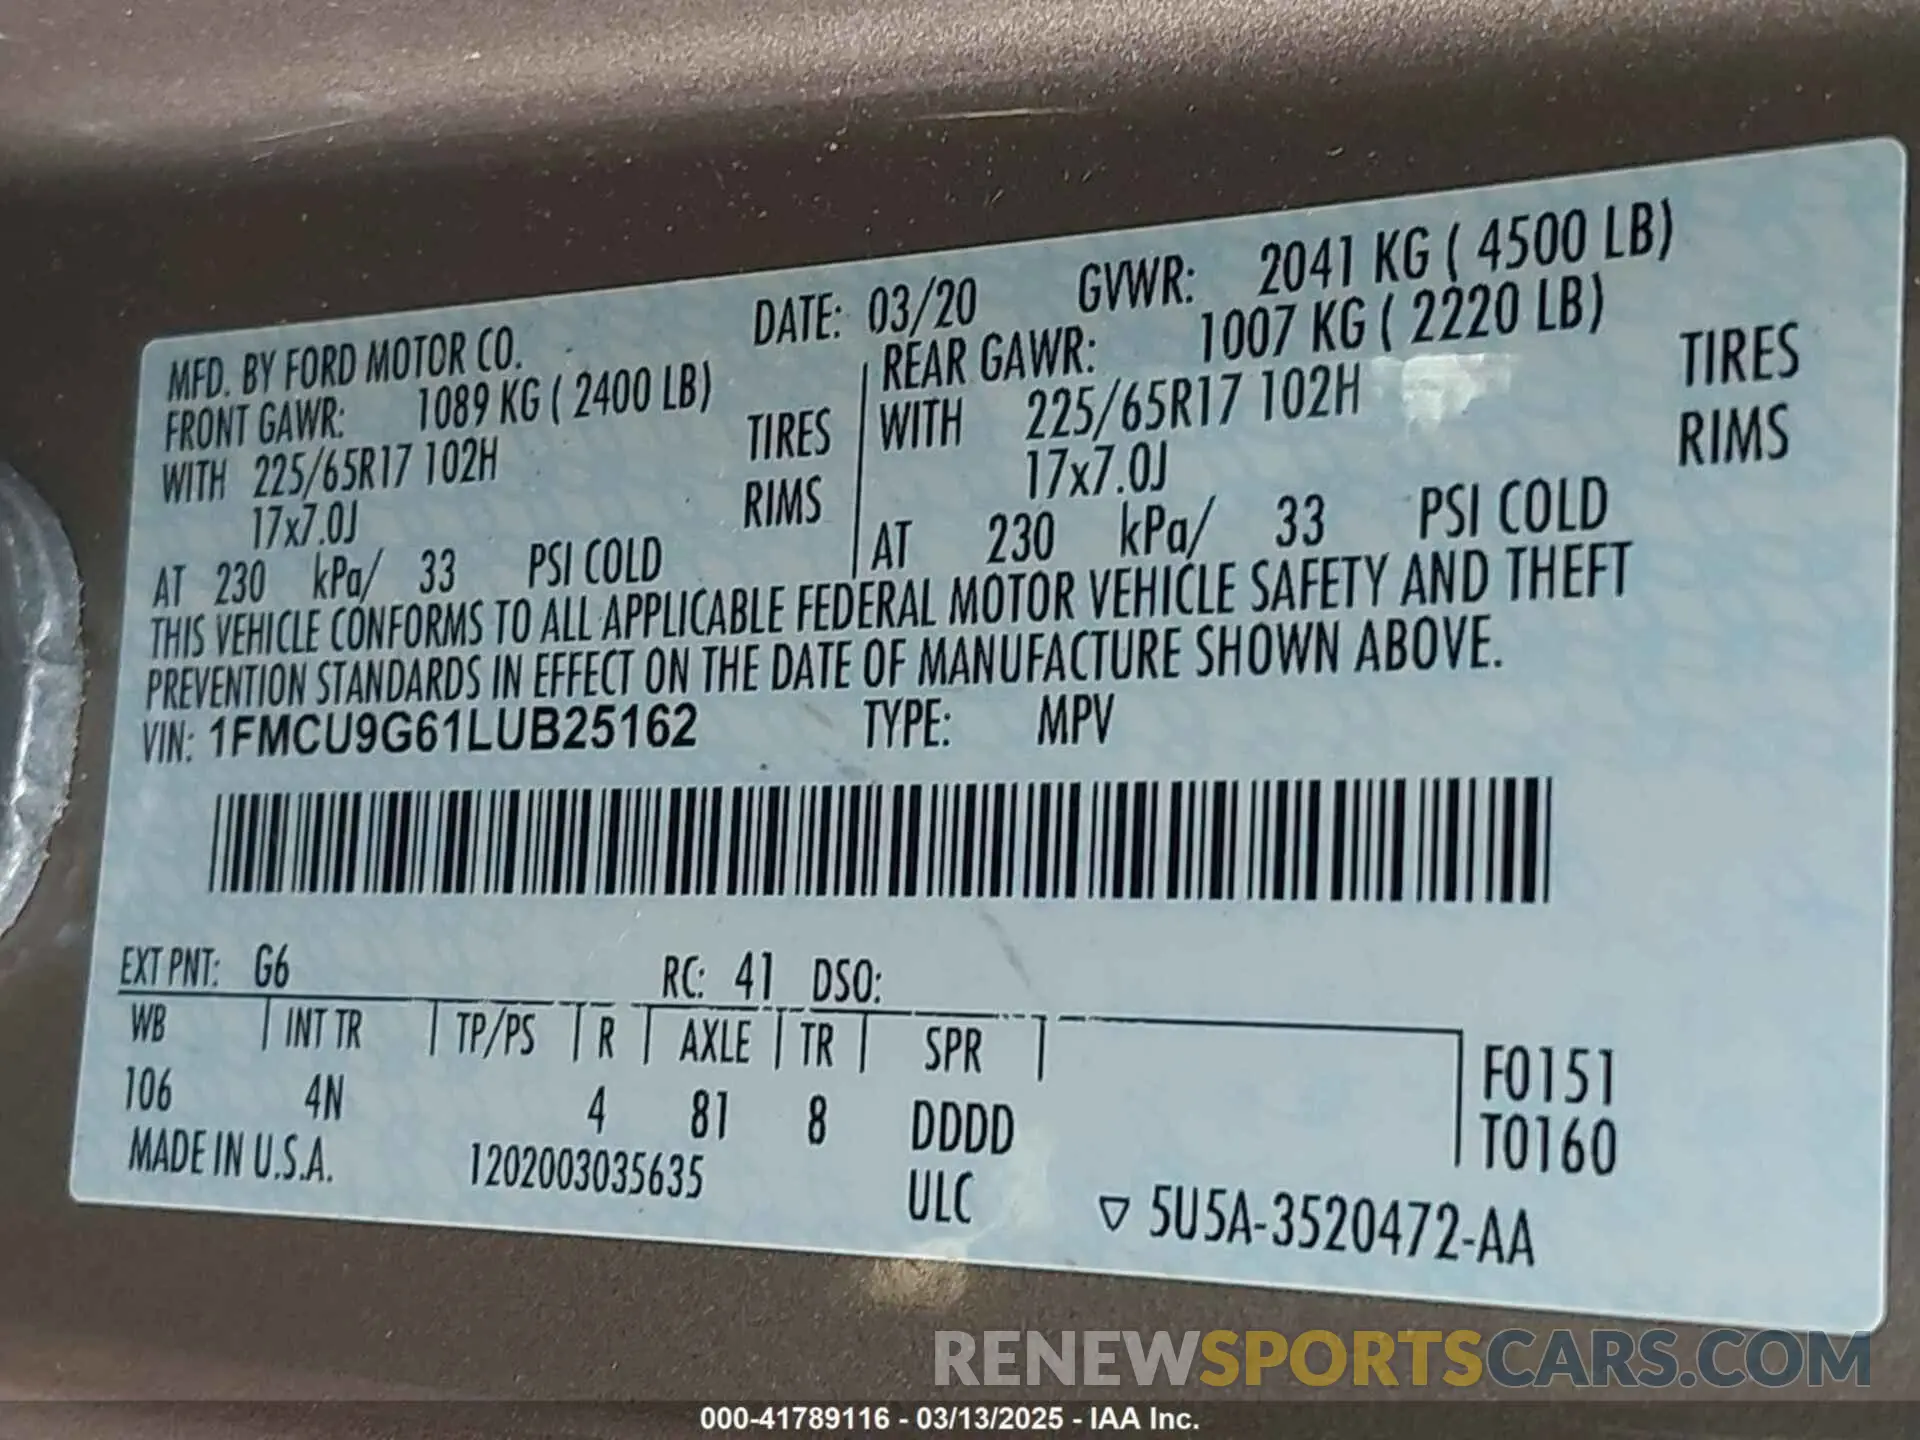 MFD. BY FORD MOTOR CO. DATE: 03/20 GVWR: 2041 KG ( 4500 LB)
FRONT GAWR: 1089 KG ( 2400 LB) REAR GAWR: 1007 KG ( 2220 LB)
WITH 225/65R17 102H TIRES WITH 225/65R17 102H TIRES
17x7.0J RIMS 17x7.0J RIMS
AT 230 kPa/ 33 PSI COLD AT 230 kPa/ 33 PSI COLD
THIS VEHICLE CONFORMS TO ALL APPLICABLE FEDERAL MOTOR VEHICLE SAFETY AND THEFT
PREVENTION STANDARDS IN EFFECT ON THE DATE OF MANUFACTURE SHOWN ABOVE.
VIN: 1FMCU9G61LUB25162 TYPE: MPV
EXT PNT: G6 RC: 41 DSO:
WB INT TR TP/PS R AXLE TR SPR F0151
106 4N 4 81 8 DDDD T0160
MADE IN U.S.A. 1202003035635 ULC ▽ 5U5A-3520472-AA
RENEWSPORTSCARS.COM
000-41789116 - 03/13/2025 - IAA Inc.